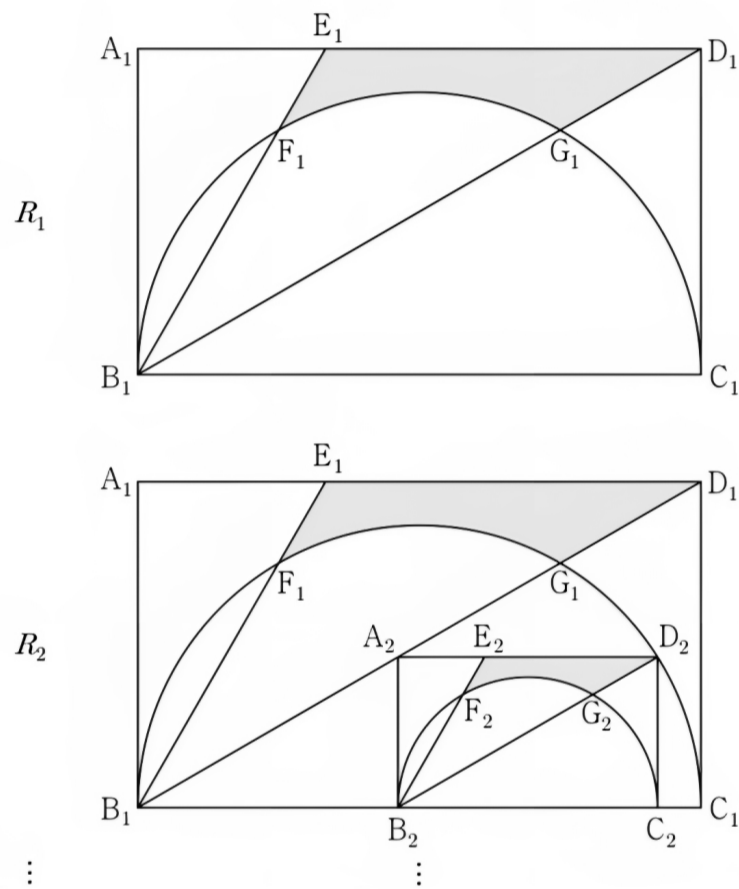 E₁
A₁ D₁
F₁ G₁
R₁
B₁ C₁
E₁
A₁ D₁
F₁ G₁
A₂ E₂ D₂
R₂
F₂ G₂
B₁ B₂ C₂ C₁
⋮ ⋮